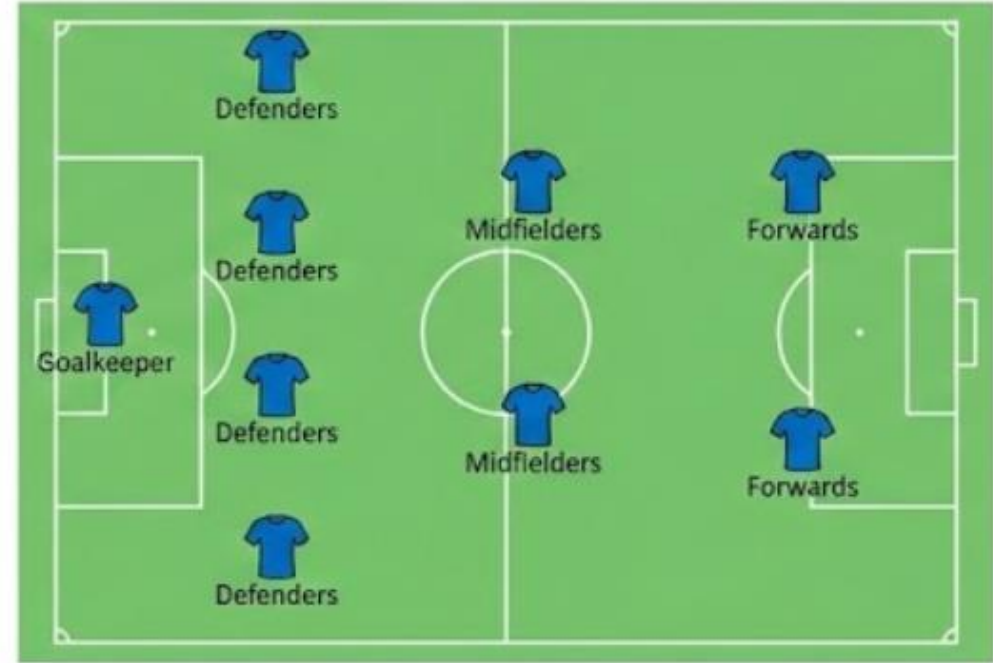 Defenders
Midfielders
Forwards
Defenders
Goalkeeper
Defenders
Midfielders
Forwards
Defenders